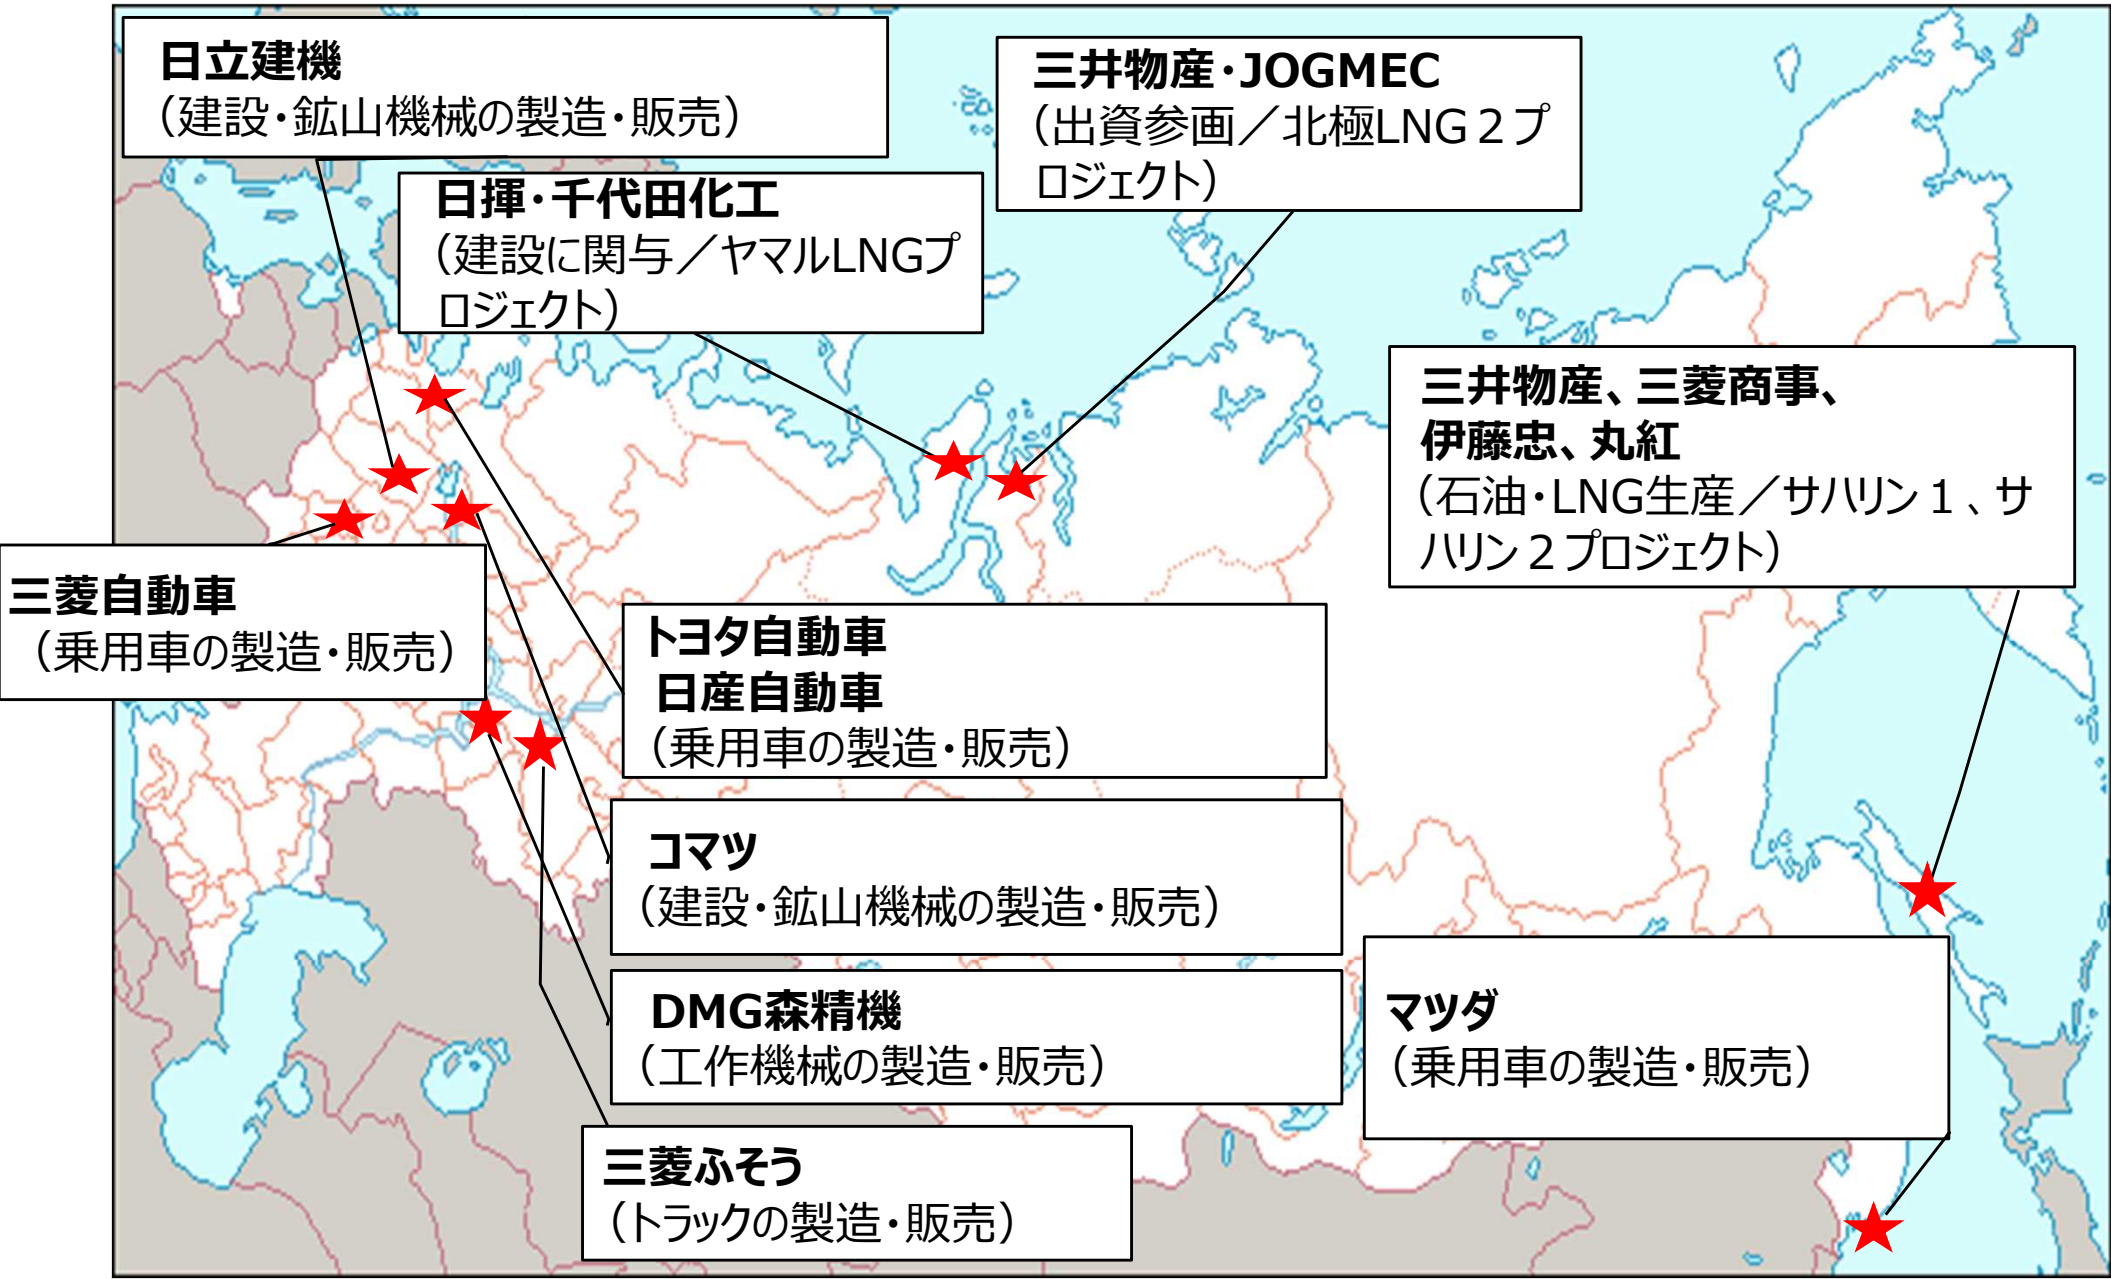 日立建機
（建設・鉱山機械の製造・販売）
三井物産・JOGMEC
（出資参画／北極LNG２プ
ロジェクト）
日揮・千代田化工
（建設に関与／ヤマルLNGプ
ロジェクト）
三井物産、三菱商事、
伊藤忠、丸紅
（石油・LNG生産／サハリン１、サ
ハリン２プロジェクト）
三菱自動車
（乗用車の製造・販売）
トヨタ自動車
日産自動車
（乗用車の製造・販売）
コマツ
（建設・鉱山機械の製造・販売）
DMG森精機
（工作機械の製造・販売）
マツダ
（乗用車の製造・販売）
三菱ふそう
（トラックの製造・販売）